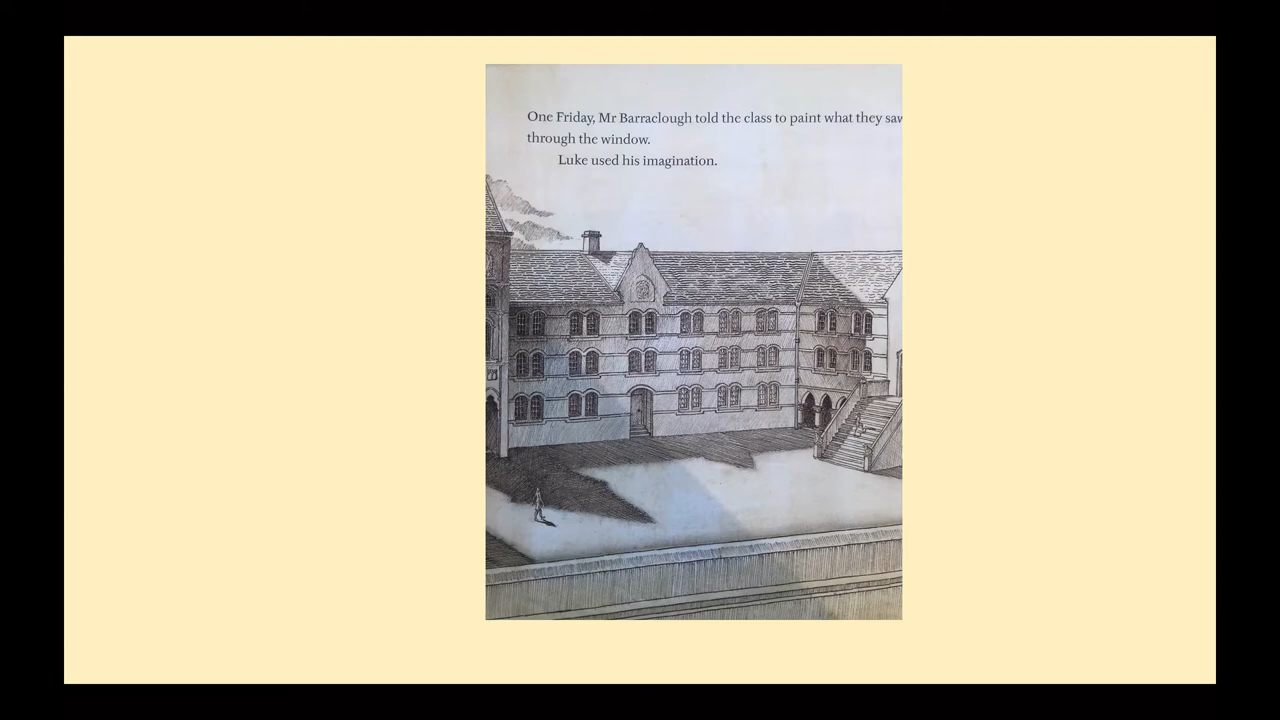 One Friday, Mr Barraclough told the class to paint what they saw
through the window.
Luke used his imagination.